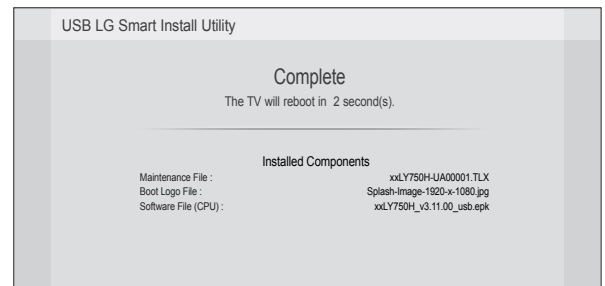 USB LG Smart Install Utility
Complete
The TV will reboot in 2 second(s).
Installed Components
Maintenance File : xxLY750H-UA00001.TLX
Boot Logo File : Splash-Image-1920-x-1080.jpg
Software File (CPU) : xxLY750H_v3.11.00_usb.epk